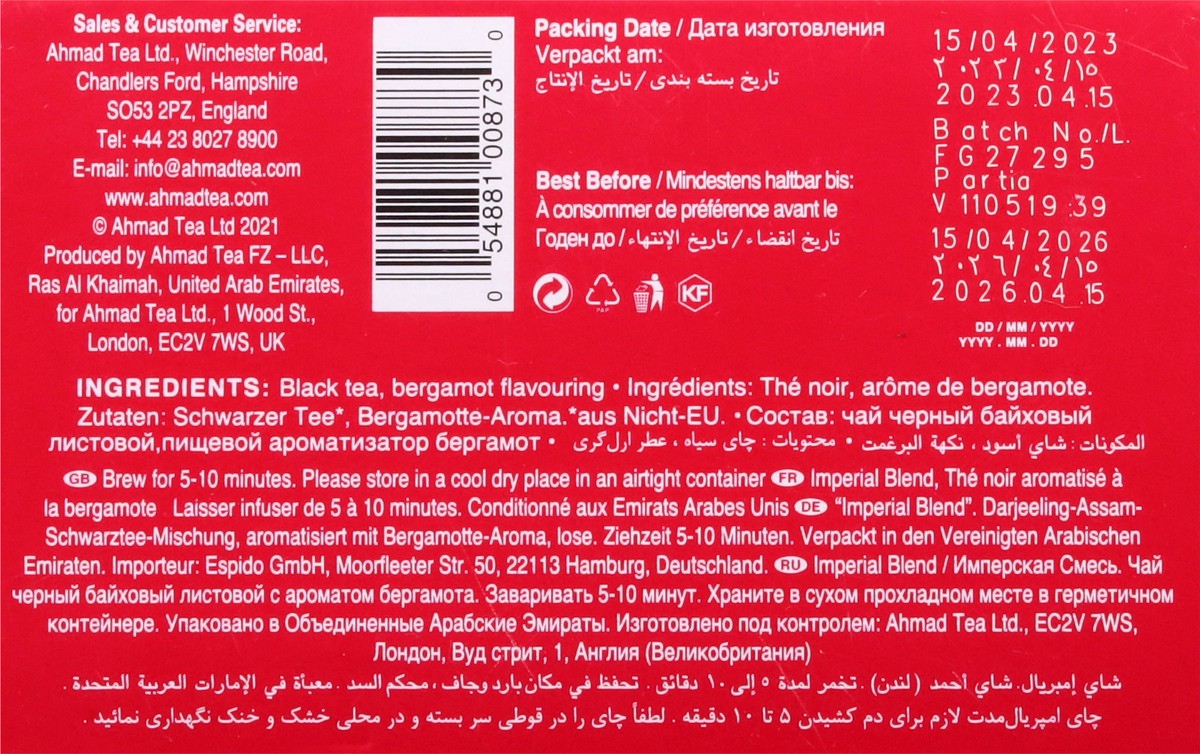 Sales & Customer Service:
Ahmad Tea Ltd., Winchester Road,
Chandlers Ford, Hampshire
SO53 2PZ, England
Tel: +44 23 8027 8900
E-mail: info@ahmadtea.com
www.ahmadtea.com
© Ahmad Tea Ltd 2021
Produced by Ahmad Tea FZ – LLC,
Ras Al Khaimah, United Arab Emirates,
for Ahmad Tea Ltd., 1 Wood St.,
London, EC2V 7WS, UK
0 54881 00873 0
Packing Date / Дата изготовления
Verpackt am:
تاريخ بسته بندی / تاريخ الإنتاج
Best Before / Mindestens haltbar bis:
À consommer de préférence avant le
Годен до / تاريخ انقضاء / تاريخ الإنتهاء
PAP
KF
15/04/2023
٢٠٢٣/٠٤/١٥
2023.04.15
Batch No./L.
FG27295
Partia
V 110519:39
15/04/2026
٢٠٢٦/٠٤/١٥
2026.04.15
DD / MM / YYYY
YYYY . MM . DD
INGREDIENTS: Black tea, bergamot flavouring • Ingrédients: Thé noir, arôme de bergamote.
Zutaten: Schwarzer Tee*, Bergamotte-Aroma.*aus Nicht-EU. • Состав: чай черный байховый
листовой,пищевой ароматизатор бергамот • المكونات : شاي أسود ، نكهة البرغمت • محتويات : چای سیاه ، عطر ارل گری
GB Brew for 5-10 minutes. Please store in a cool dry place in an airtight container FR Imperial Blend, Thé noir aromatisé à
la bergamote Laisser infuser de 5 à 10 minutes. Conditionné aux Emirats Arabes Unis DE “Imperial Blend”. Darjeeling-Assam-
Schwarztee-Mischung, aromatisiert mit Bergamotte-Aroma, lose. Ziehzeit 5-10 Minuten. Verpackt in den Vereinigten Arabischen
Emiraten. Importeur: Espido GmbH, Moorfleeter Str. 50, 22113 Hamburg, Deutschland. RU Imperial Blend / Имперская Смесь. Чай
черный байховый листовой с ароматом бергамота. Заваривать 5-10 минут. Храните в сухом прохладном месте в герметичном
контейнере. Упаковано в Объединенные Арабские Эмираты. Изготовлено под контролем: Ahmad Tea Ltd., EC2V 7WS,
Лондон, Вуд стрит, 1, Англия (Великобритания)
شاي إمبريال. شاي احمد (لندن). تخمر لمدة ٥ إلى ١٠ دقائق . تحفظ في مكان بارد وجاف ، محكم السد . معبأة في الإمارات العربية المتحدة .
چای امپریال مدت لازم برای دم کشیدن ۵ تا ۱۰ دقیقه . لطفاً چای را در قوطی سر بسته و در محلی خشک و خنک نگهداری نمائید .